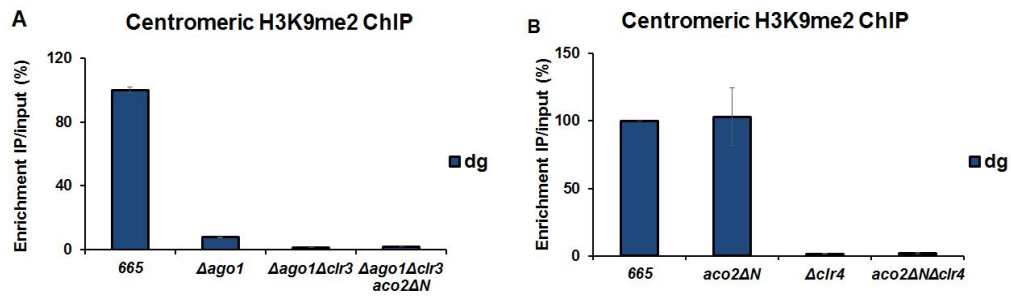 A
Centromeric H3K9me2 ChIP
Enrichment IP/input (%)
120
80
40
0
665
Δago1
Δago1Δclr3
Δago1Δclr3
aco2ΔN
dg
B
Centromeric H3K9me2 ChIP
Enrichment IP/input (%)
150
100
50
0
665
aco2ΔN
Δclr4
aco2ΔNΔclr4
dg